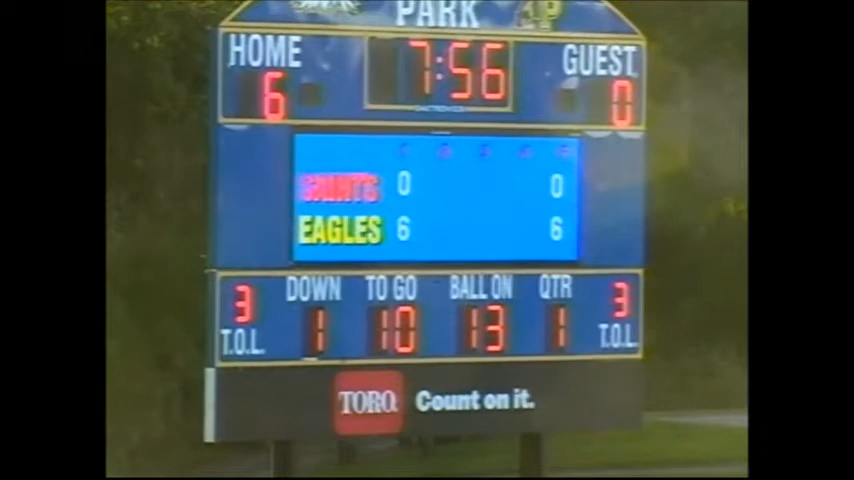 PARK
HOME 7:56 GUEST
6 0
0 0
EAGLES 6 6
DOWN TO GO BALL ON QTR
3 1 10 13 1 3
T.O.L. T.O.L.
TORO. Count on it.